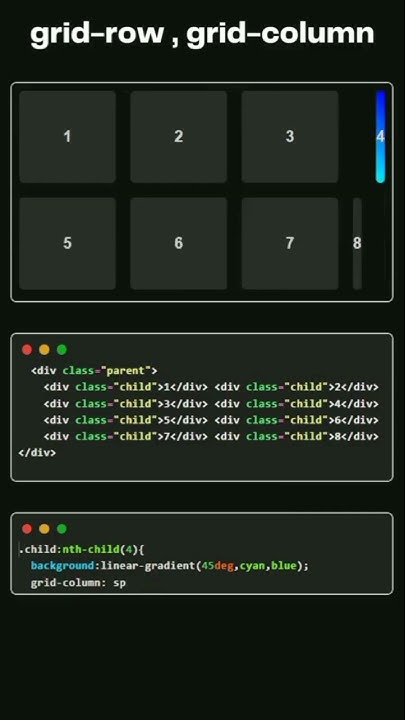 grid-row , grid-column
1 2 3 4
5 6 7 8
<div class="parent">
<div class="child">1</div> <div class="child">2</div>
<div class="child">3</div> <div class="child">4</div>
<div class="child">5</div> <div class="child">6</div>
<div class="child">7</div> <div class="child">8</div>
</div>
.child:nth-child(4){
background:linear-gradient(45deg,cyan,blue);
grid-column: sp